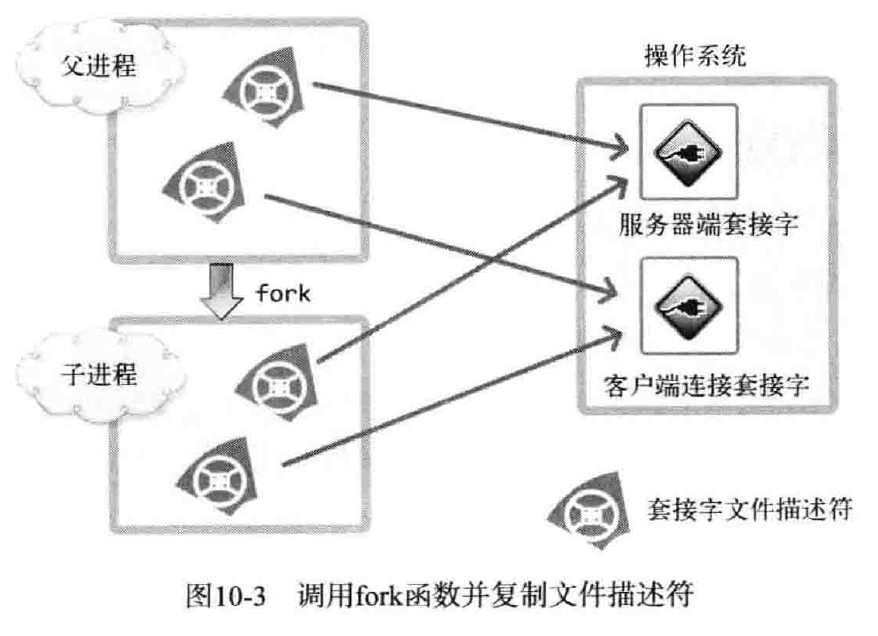 父进程
操作系统
服务器端套接字
fork
子进程
客户端连接套接字
套接字文件描述符
图10-3 调用fork函数并复制文件描述符